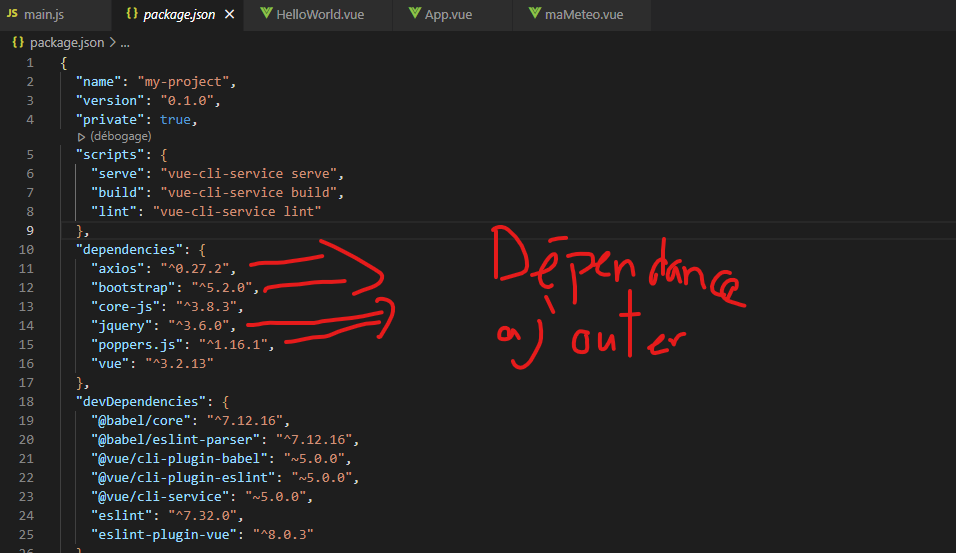 JS main.js {} package.json × HelloWorld.vue App.vue maMeteo.vue
{} package.json > ...
1 {
2 "name": "my-project",
3 "version": "0.1.0",
4 "private": true,
(débogage)
5 "scripts": {
6 "serve": "vue-cli-service serve",
7 "build": "vue-cli-service build",
8 "lint": "vue-cli-service lint"
9 },
10 "dependencies": {
11 "axios": "^0.27.2",
12 "bootstrap": "^5.2.0",
13 "core-js": "^3.8.3",
14 "jquery": "^3.6.0",
15 "poppers.js": "^1.16.1",
16 "vue": "^3.2.13"
17 },
18 "devDependencies": {
19 "@babel/core": "^7.12.16",
20 "@babel/eslint-parser": "^7.12.16",
21 "@vue/cli-plugin-babel": "~5.0.0",
22 "@vue/cli-plugin-eslint": "~5.0.0",
23 "@vue/cli-service": "~5.0.0",
24 "eslint": "^7.32.0",
25 "eslint-plugin-vue": "^8.0.3"
26 }
Dépendance
ajouter